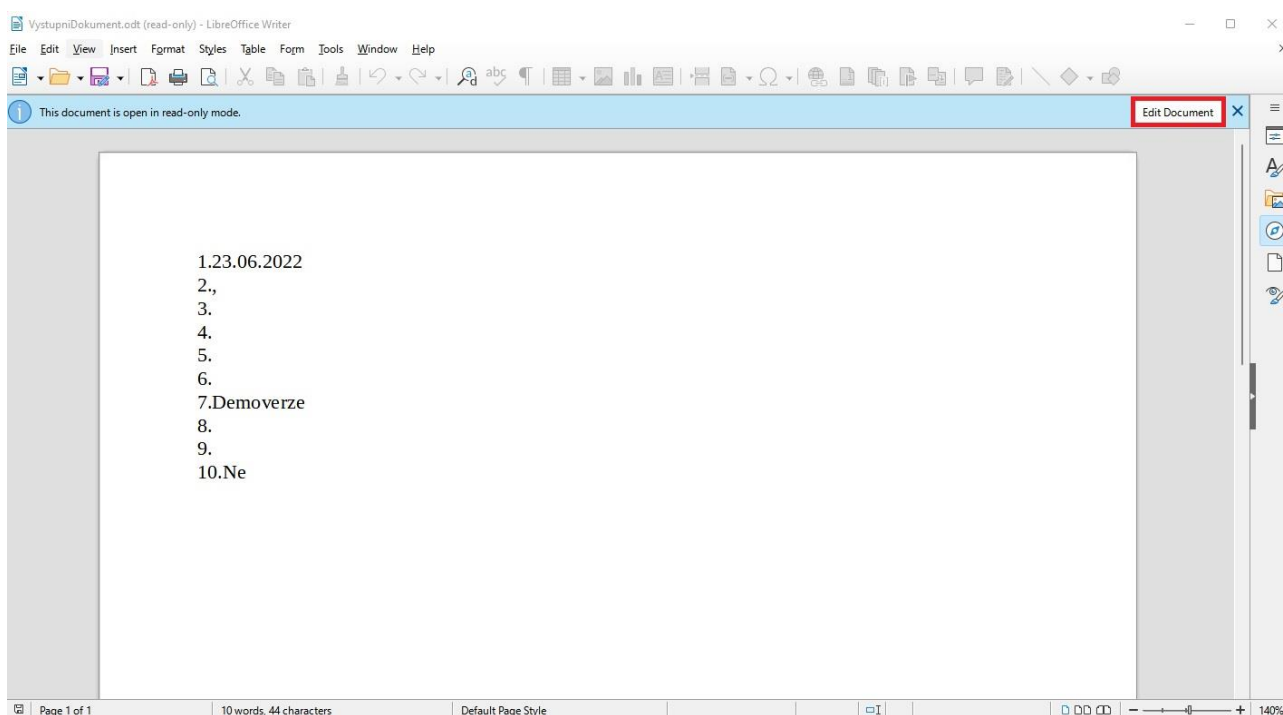 VystupniDokument.odt (read-only) - LibreOffice Writer
File Edit View Insert Format Styles Table Form Tools Window Help
This document is open in read-only mode. Edit Document
1.23.06.2022
2.,
3.
4.
5.
6.
7.Demoverze
8.
9.
10.Ne
Page 1 of 1 10 words, 44 characters Default Page Style 140%